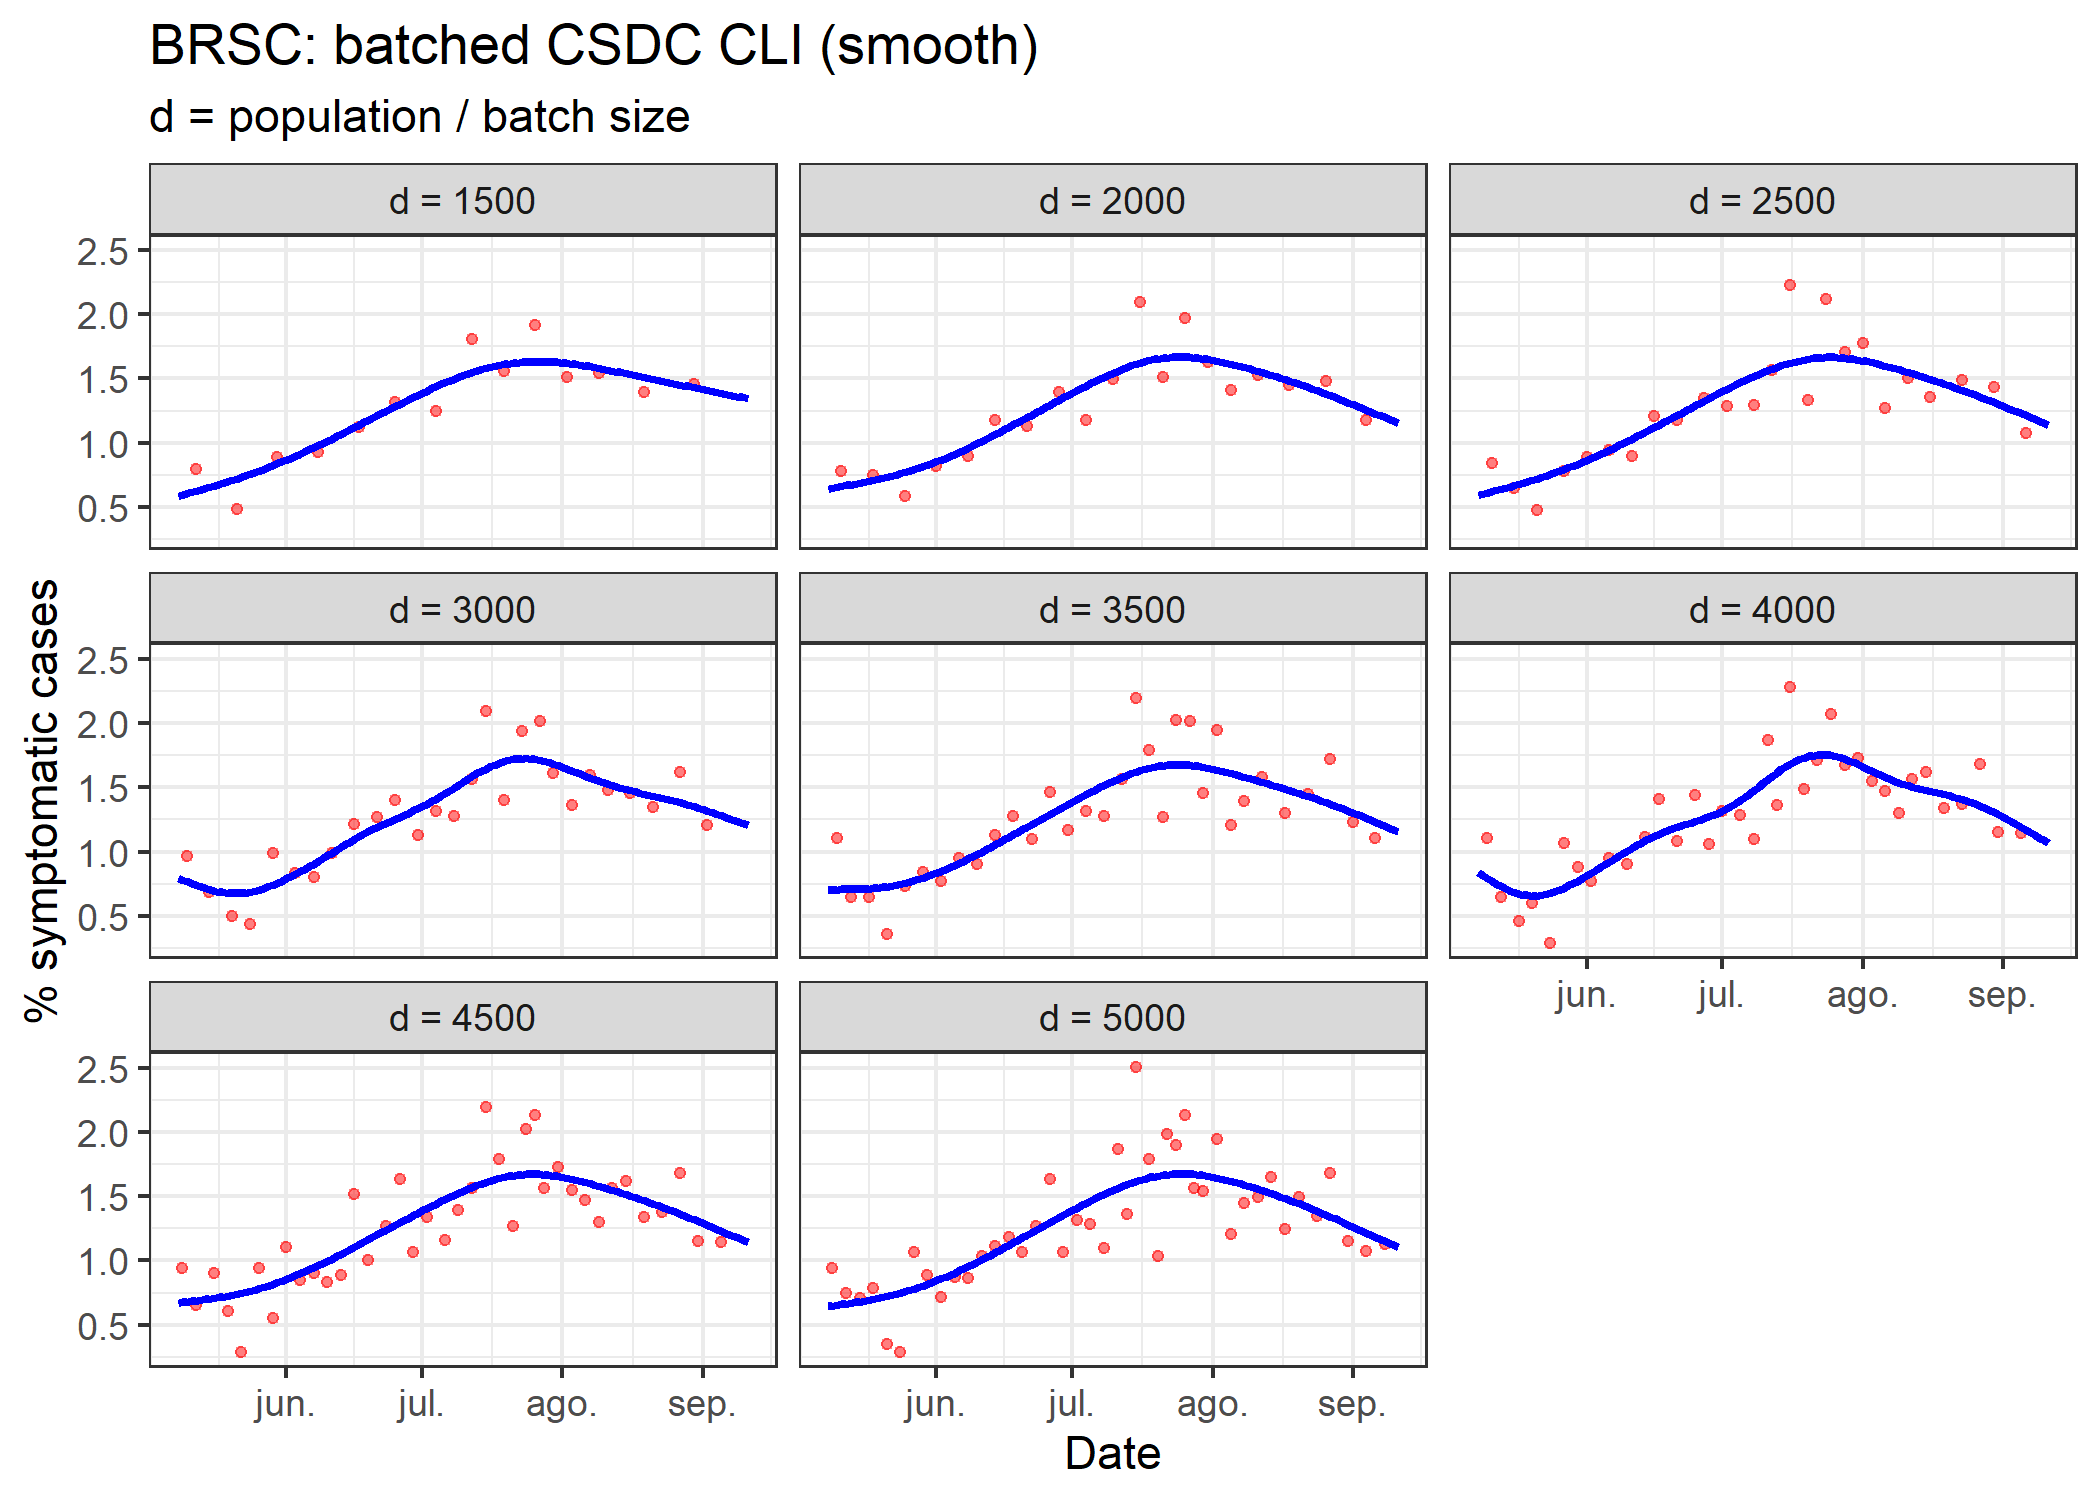 BRSC: batched CSDC CLI (smooth)
d = population / batch size
d = 1500
d = 2000
d = 2500
2.5
2.0
1.5
1.0
0.5
% symptomatic cases
d = 3000
d = 3500
d = 4000
2.5
2.0
1.5
1.0
0.5
jun.
jul.
ago.
sep.
d = 4500
d = 5000
2.5
2.0
1.5
1.0
0.5
jun.
jul.
ago.
sep.
jun.
jul.
ago.
sep.
Date